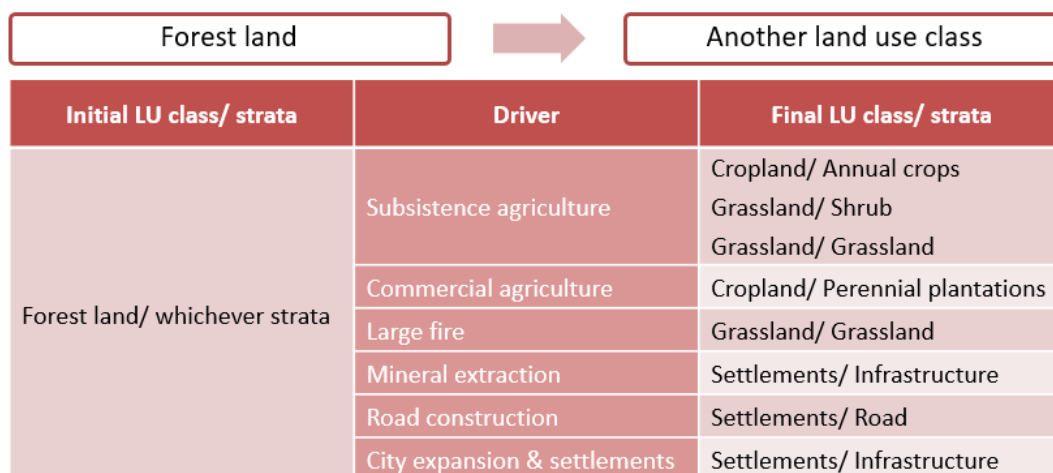 Forest land
Another land use class
Initial LU class/ strata
Driver
Final LU class/ strata
Forest land/ whichever strata
Subsistence agriculture
Cropland/ Annual crops
Grassland/ Shrub
Grassland/ Grassland
Commercial agriculture
Cropland/ Perennial plantations
Large fire
Grassland/ Grassland
Mineral extraction
Settlements/ Infrastructure
Road construction
Settlements/ Road
City expansion & settlements
Settlements/ Infrastructure